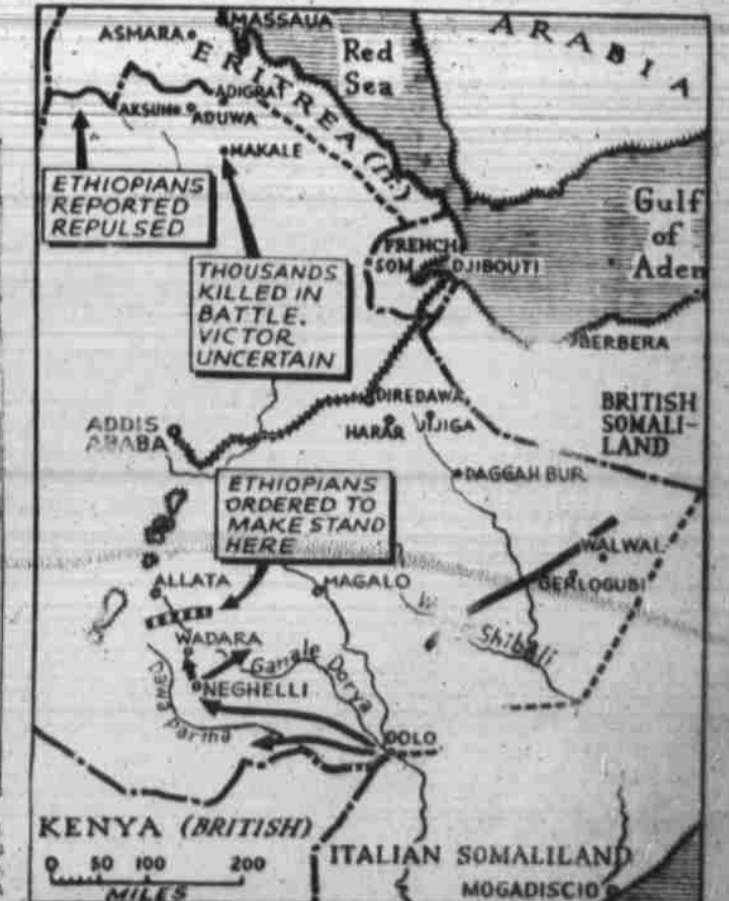 MASSAUA
ASMARA
Red
Sea
ARABIA
ERITREA (IT.)
ADIGRAT
AKSUM
ADUWA
MAKALE
ETHIOPIANS
REPORTED
REPULSED
Gulf
of
Aden
FRENCH
SOM.
DJIBOUTI
THOUSANDS
KILLED IN
BATTLE.
VICTOR
UNCERTAIN
BERBERA
DIREDAWA
BRITISH
SOMALI-
LAND
HARAR
JIJIGA
ADDIS
ABABA
DAGGAH BUR
ETHIOPIANS
ORDERED TO
MAKE STAND
HERE
WALWAL
ALLATA
MAGALO
GERLOGUBI
Shibeli
WADARA
Ganale Dorya
NEGHELLI
Dawa Parma
DOLO
KENYA (BRITISH)
ITALIAN SOMALILAND
0 50 100 200
MILES
MOGADISCIO